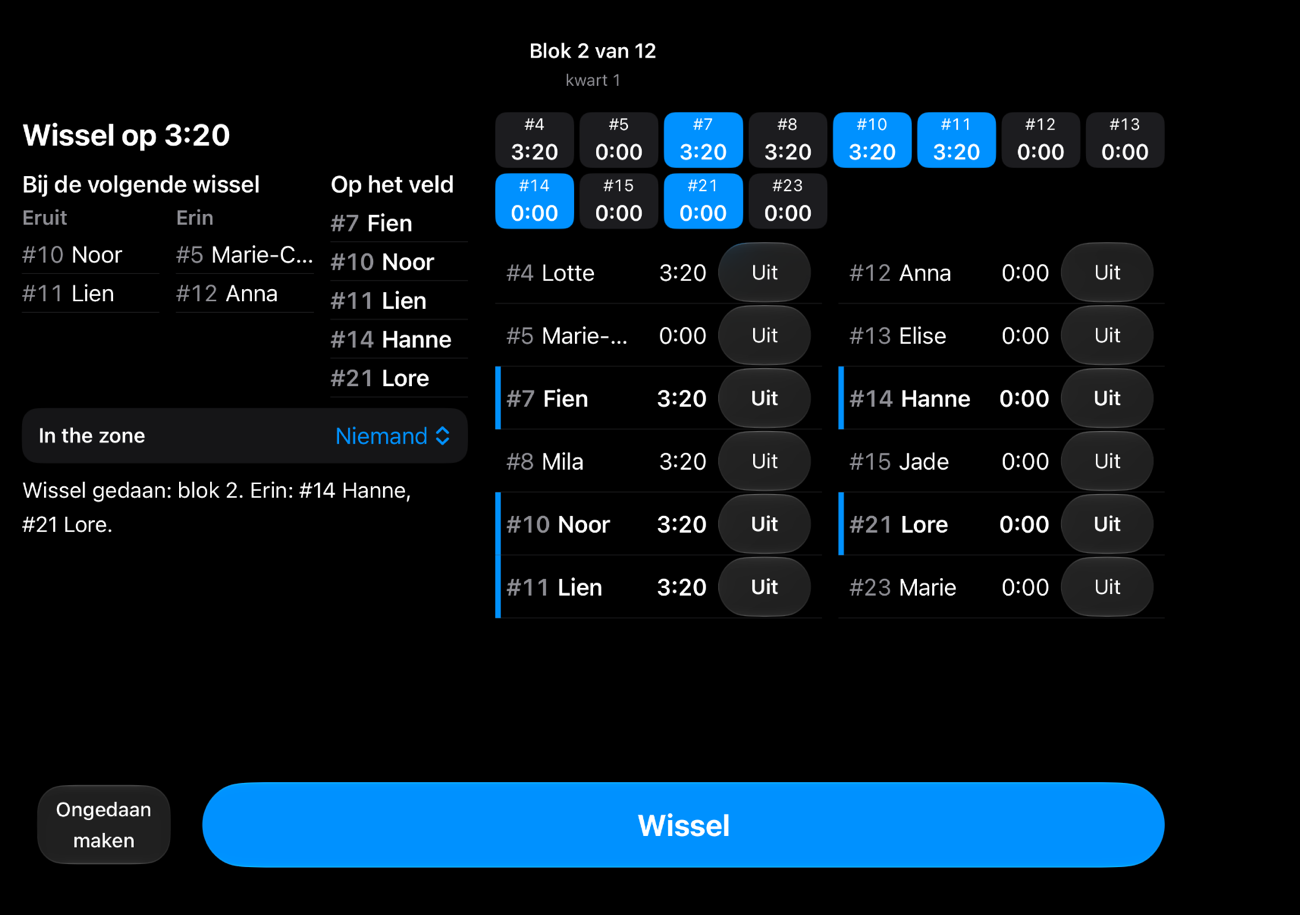 Blok 2 van 12
kwart 1
Wissel op 3:20
Bij de volgende wissel
Eruit Erin
#10 Noor #5 Marie-C...
#11 Lien #12 Anna
Op het veld
#7 Fien
#10 Noor
#11 Lien
#14 Hanne
#21 Lore
In the zone Niemand
Wissel gedaan: blok 2. Erin: #14 Hanne,
#21 Lore.
#4 #5 #7 #8 #10 #11 #12 #13
3:20 0:00 3:20 3:20 3:20 3:20 0:00 0:00
#14 #15 #21 #23
0:00 0:00 0:00 0:00
#4 Lotte 3:20 Uit
#5 Marie-... 0:00 Uit
#7 Fien 3:20 Uit
#8 Mila 3:20 Uit
#10 Noor 3:20 Uit
#11 Lien 3:20 Uit
#12 Anna 0:00 Uit
#13 Elise 0:00 Uit
#14 Hanne 0:00 Uit
#15 Jade 0:00 Uit
#21 Lore 0:00 Uit
#23 Marie 0:00 Uit
Ongedaan
maken
Wissel